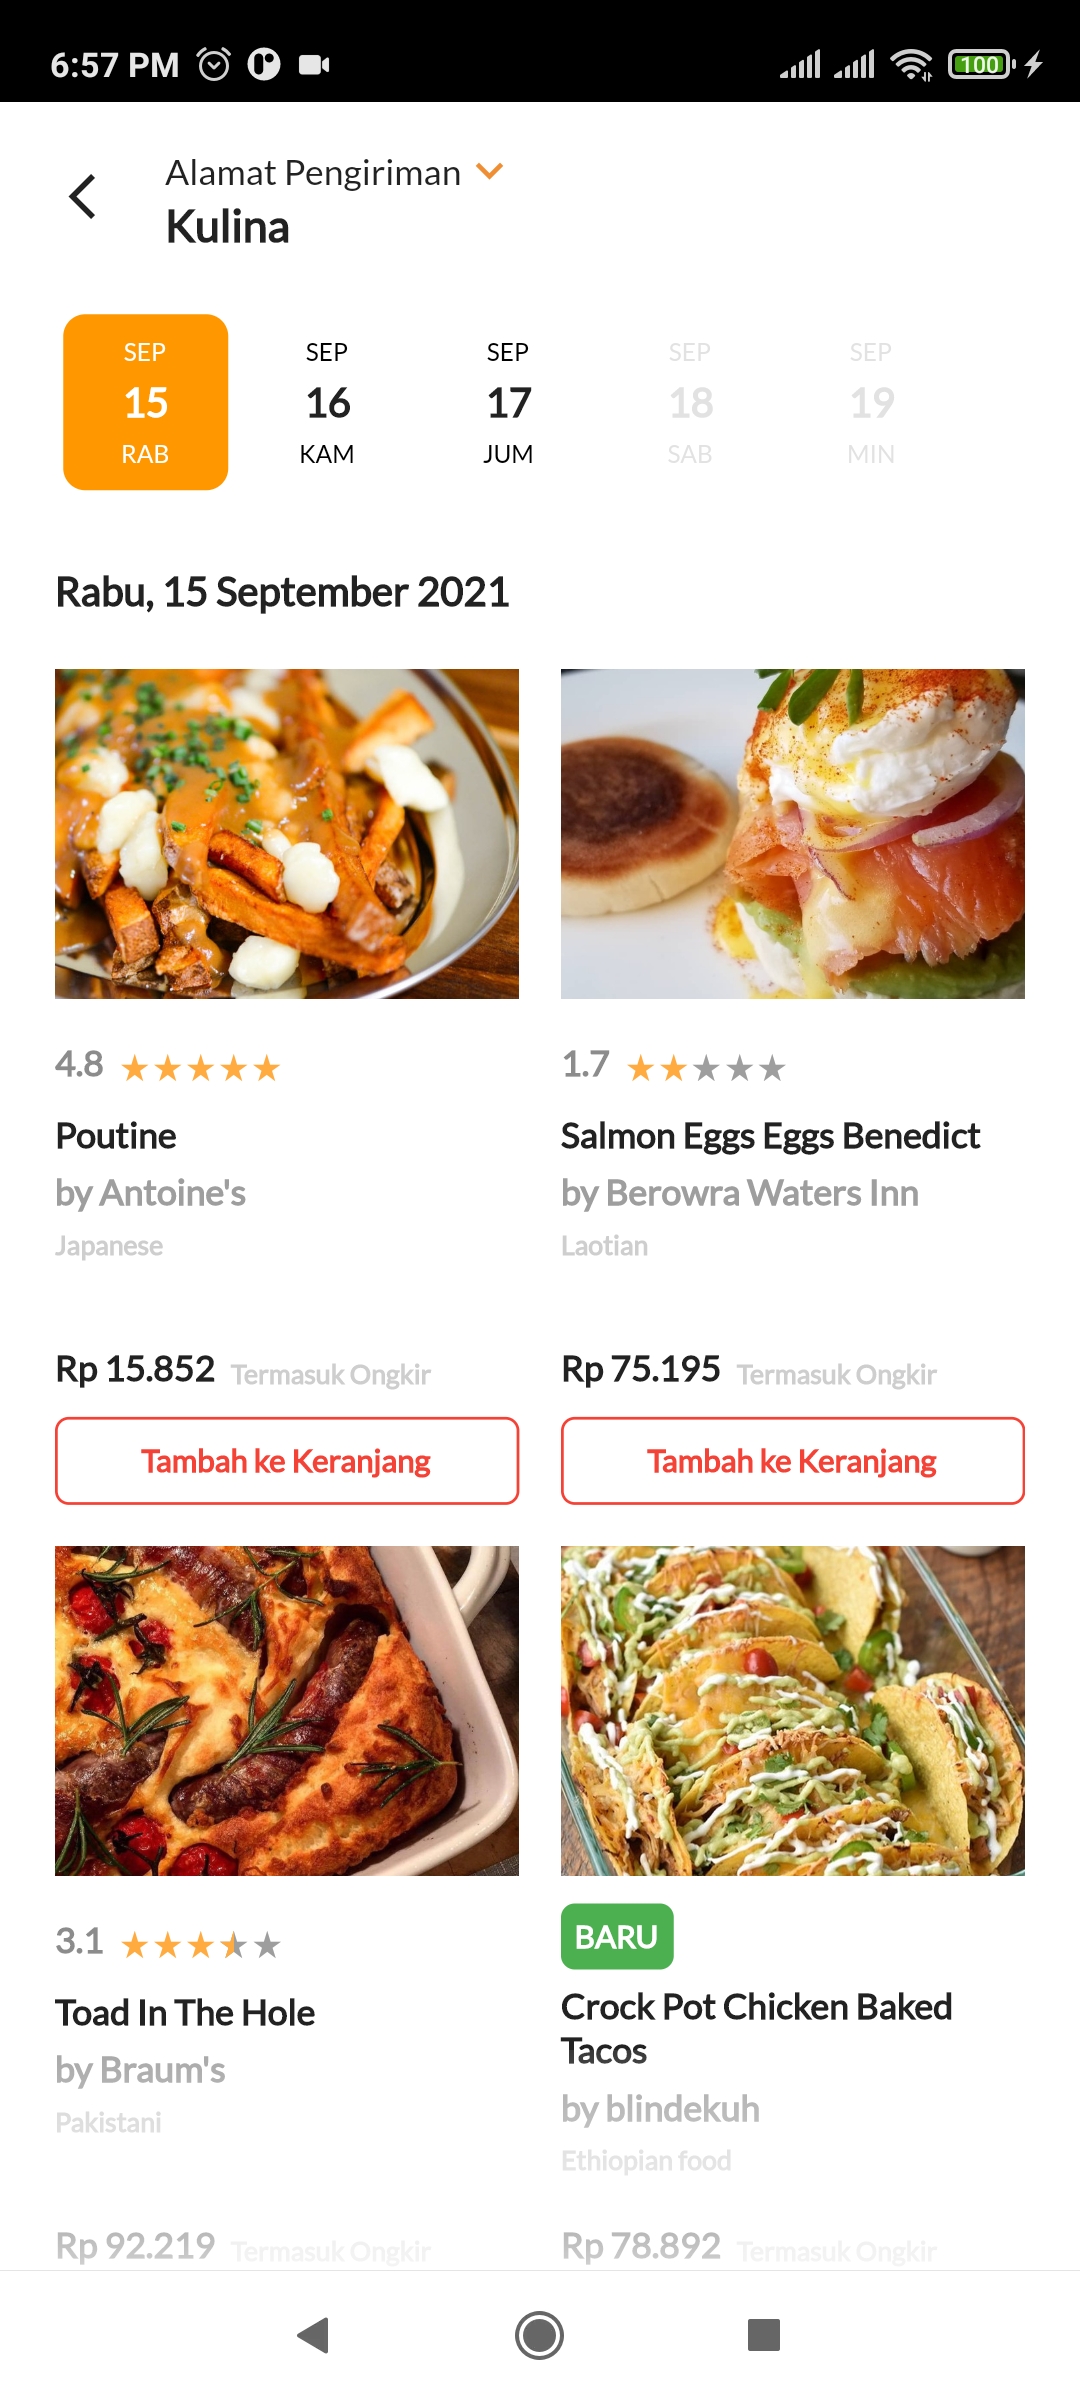 6:57 PM
100
Alamat Pengiriman
Kulina
SEP
15
RAB
SEP
16
KAM
SEP
17
JUM
SEP
18
SAB
SEP
19
MIN
Rabu, 15 September 2021
4.8
Poutine
by Antoine's
Japanese
Rp 15.852 Termasuk Ongkir
Tambah ke Keranjang
1.7
Salmon Eggs Eggs Benedict
by Berowra Waters Inn
Laotian
Rp 75.195 Termasuk Ongkir
Tambah ke Keranjang
3.1
Toad In The Hole
by Braum's
Pakistani
Rp 92.219 Termasuk Ongkir
BARU
Crock Pot Chicken Baked
Tacos
by blindekuh
Ethiopian food
Rp 78.892 Termasuk Ongkir